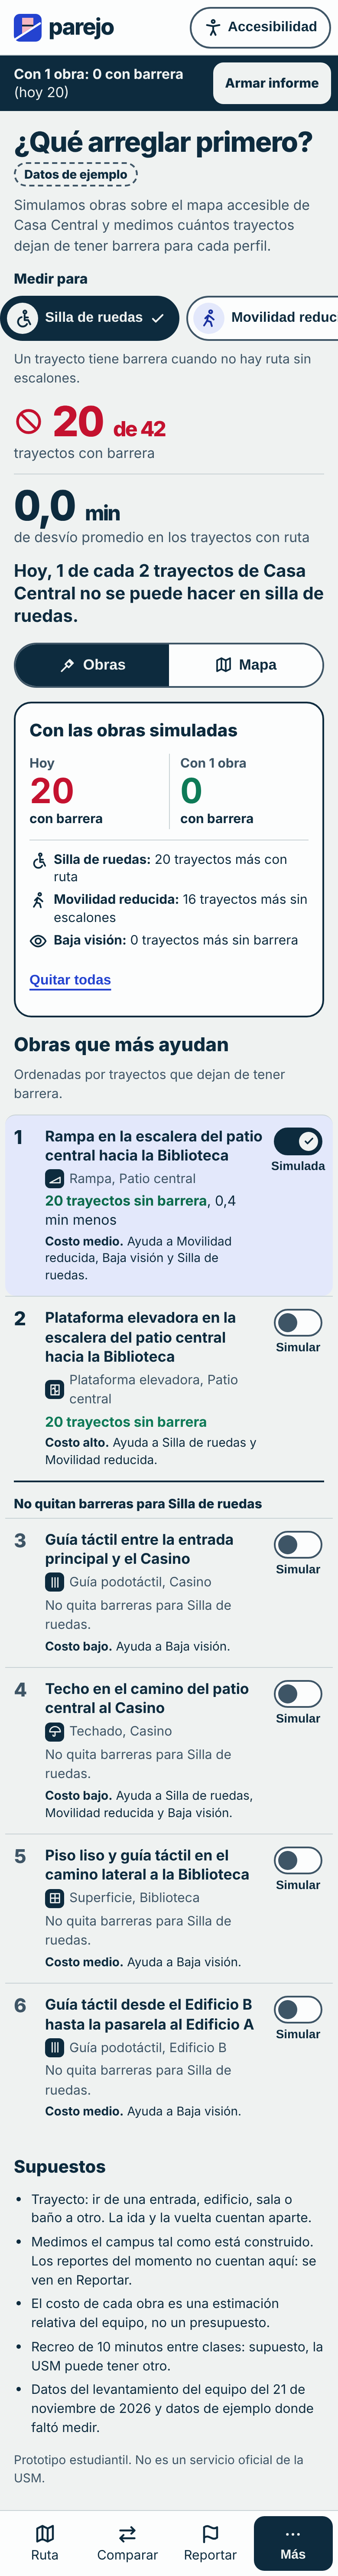 parejo
Accesibilidad
Con 1 obra: 0 con barrera
(hoy 20)
Armar informe
¿Qué arreglar primero?
Datos de ejemplo
Simulamos obras sobre el mapa accesible de
Casa Central y medimos cuántos trayectos
dejan de tener barrera para cada perfil.
Medir para
Silla de ruedas
Movilidad reduc
Un trayecto tiene barrera cuando no hay ruta sin
escalones.
20 de 42
trayectos con barrera
0,0 min
de desvío promedio en los trayectos con ruta
Hoy, 1 de cada 2 trayectos de Casa
Central no se puede hacer en silla de
ruedas.
Obras
Mapa
Con las obras simuladas
Hoy
20
con barrera
Con 1 obra
0
con barrera
Silla de ruedas: 20 trayectos más con
ruta
Movilidad reducida: 16 trayectos más sin
escalones
Baja visión: 0 trayectos más sin barrera
Quitar todas
Obras que más ayudan
Ordenadas por trayectos que dejan de tener
barrera.
1
Rampa en la escalera del patio
central hacia la Biblioteca
Rampa, Patio central
20 trayectos sin barrera, 0,4
min menos
Costo medio. Ayuda a Movilidad
reducida, Baja visión y Silla de
ruedas.
Simulada
2
Plataforma elevadora en la
escalera del patio central
hacia la Biblioteca
Plataforma elevadora, Patio
central
20 trayectos sin barrera
Costo alto. Ayuda a Silla de ruedas y
Movilidad reducida.
Simular
No quitan barreras para Silla de ruedas
3
Guía táctil entre la entrada
principal y el Casino
Guía podotáctil, Casino
No quita barreras para Silla de
ruedas.
Costo bajo. Ayuda a Baja visión.
Simular
4
Techo en el camino del patio
central al Casino
Techado, Casino
No quita barreras para Silla de
ruedas.
Costo bajo. Ayuda a Silla de ruedas,
Movilidad reducida y Baja visión.
Simular
5
Piso liso y guía táctil en el
camino lateral a la Biblioteca
Superficie, Biblioteca
No quita barreras para Silla de
ruedas.
Costo medio. Ayuda a Baja visión.
Simular
6
Guía táctil desde el Edificio B
hasta la pasarela al Edificio A
Guía podotáctil, Edificio B
No quita barreras para Silla de
ruedas.
Costo medio. Ayuda a Baja visión.
Simular
Supuestos
• Trayecto: ir de una entrada, edificio, sala o
baño a otro. La ida y la vuelta cuentan aparte.
• Medimos el campus tal como está construido.
Los reportes del momento no cuentan aquí: se
ven en Reportar.
• El costo de cada obra es una estimación
relativa del equipo, no un presupuesto.
• Recreo de 10 minutos entre clases: supuesto, la
USM puede tener otro.
• Datos del levantamiento del equipo del 21 de
noviembre de 2026 y datos de ejemplo donde
faltó medir.
Prototipo estudiantil. No es un servicio oficial de la
USM.
Ruta
Comparar
Reportar
Más